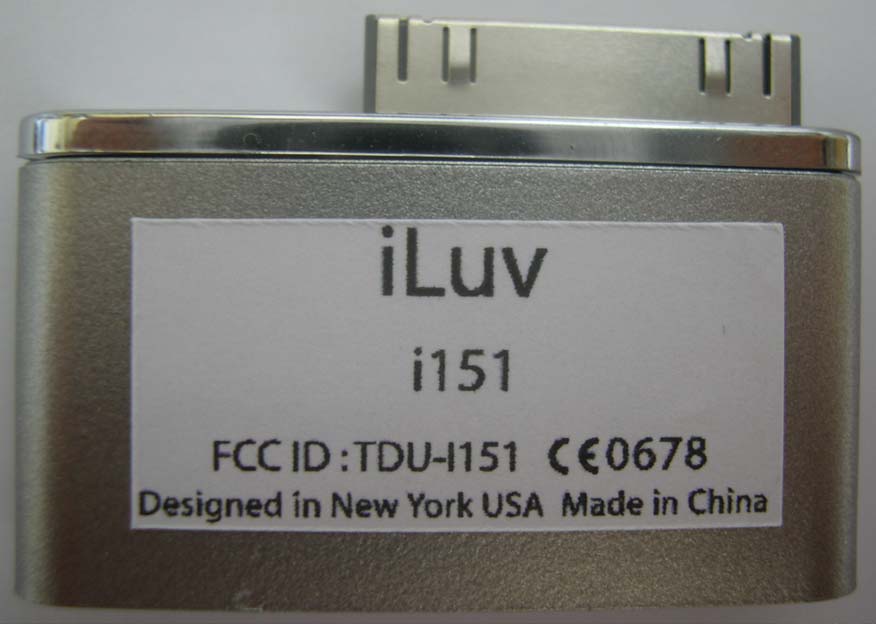 iLuv
i151
FCC ID : TDU-I151 CE0678
Designed in New York USA Made in China